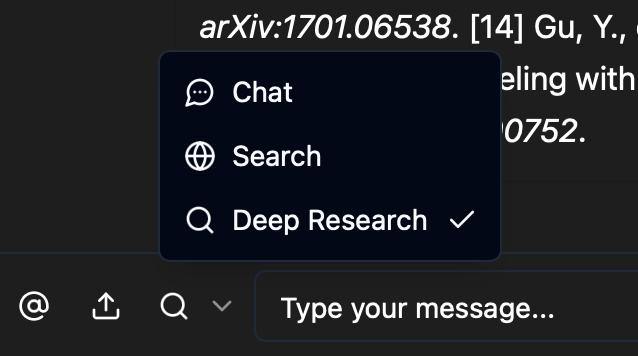 arXiv:1701.06538. [14] Gu, Y.,
Chat
eling with
Search
0752.
Deep Research
Type your message...